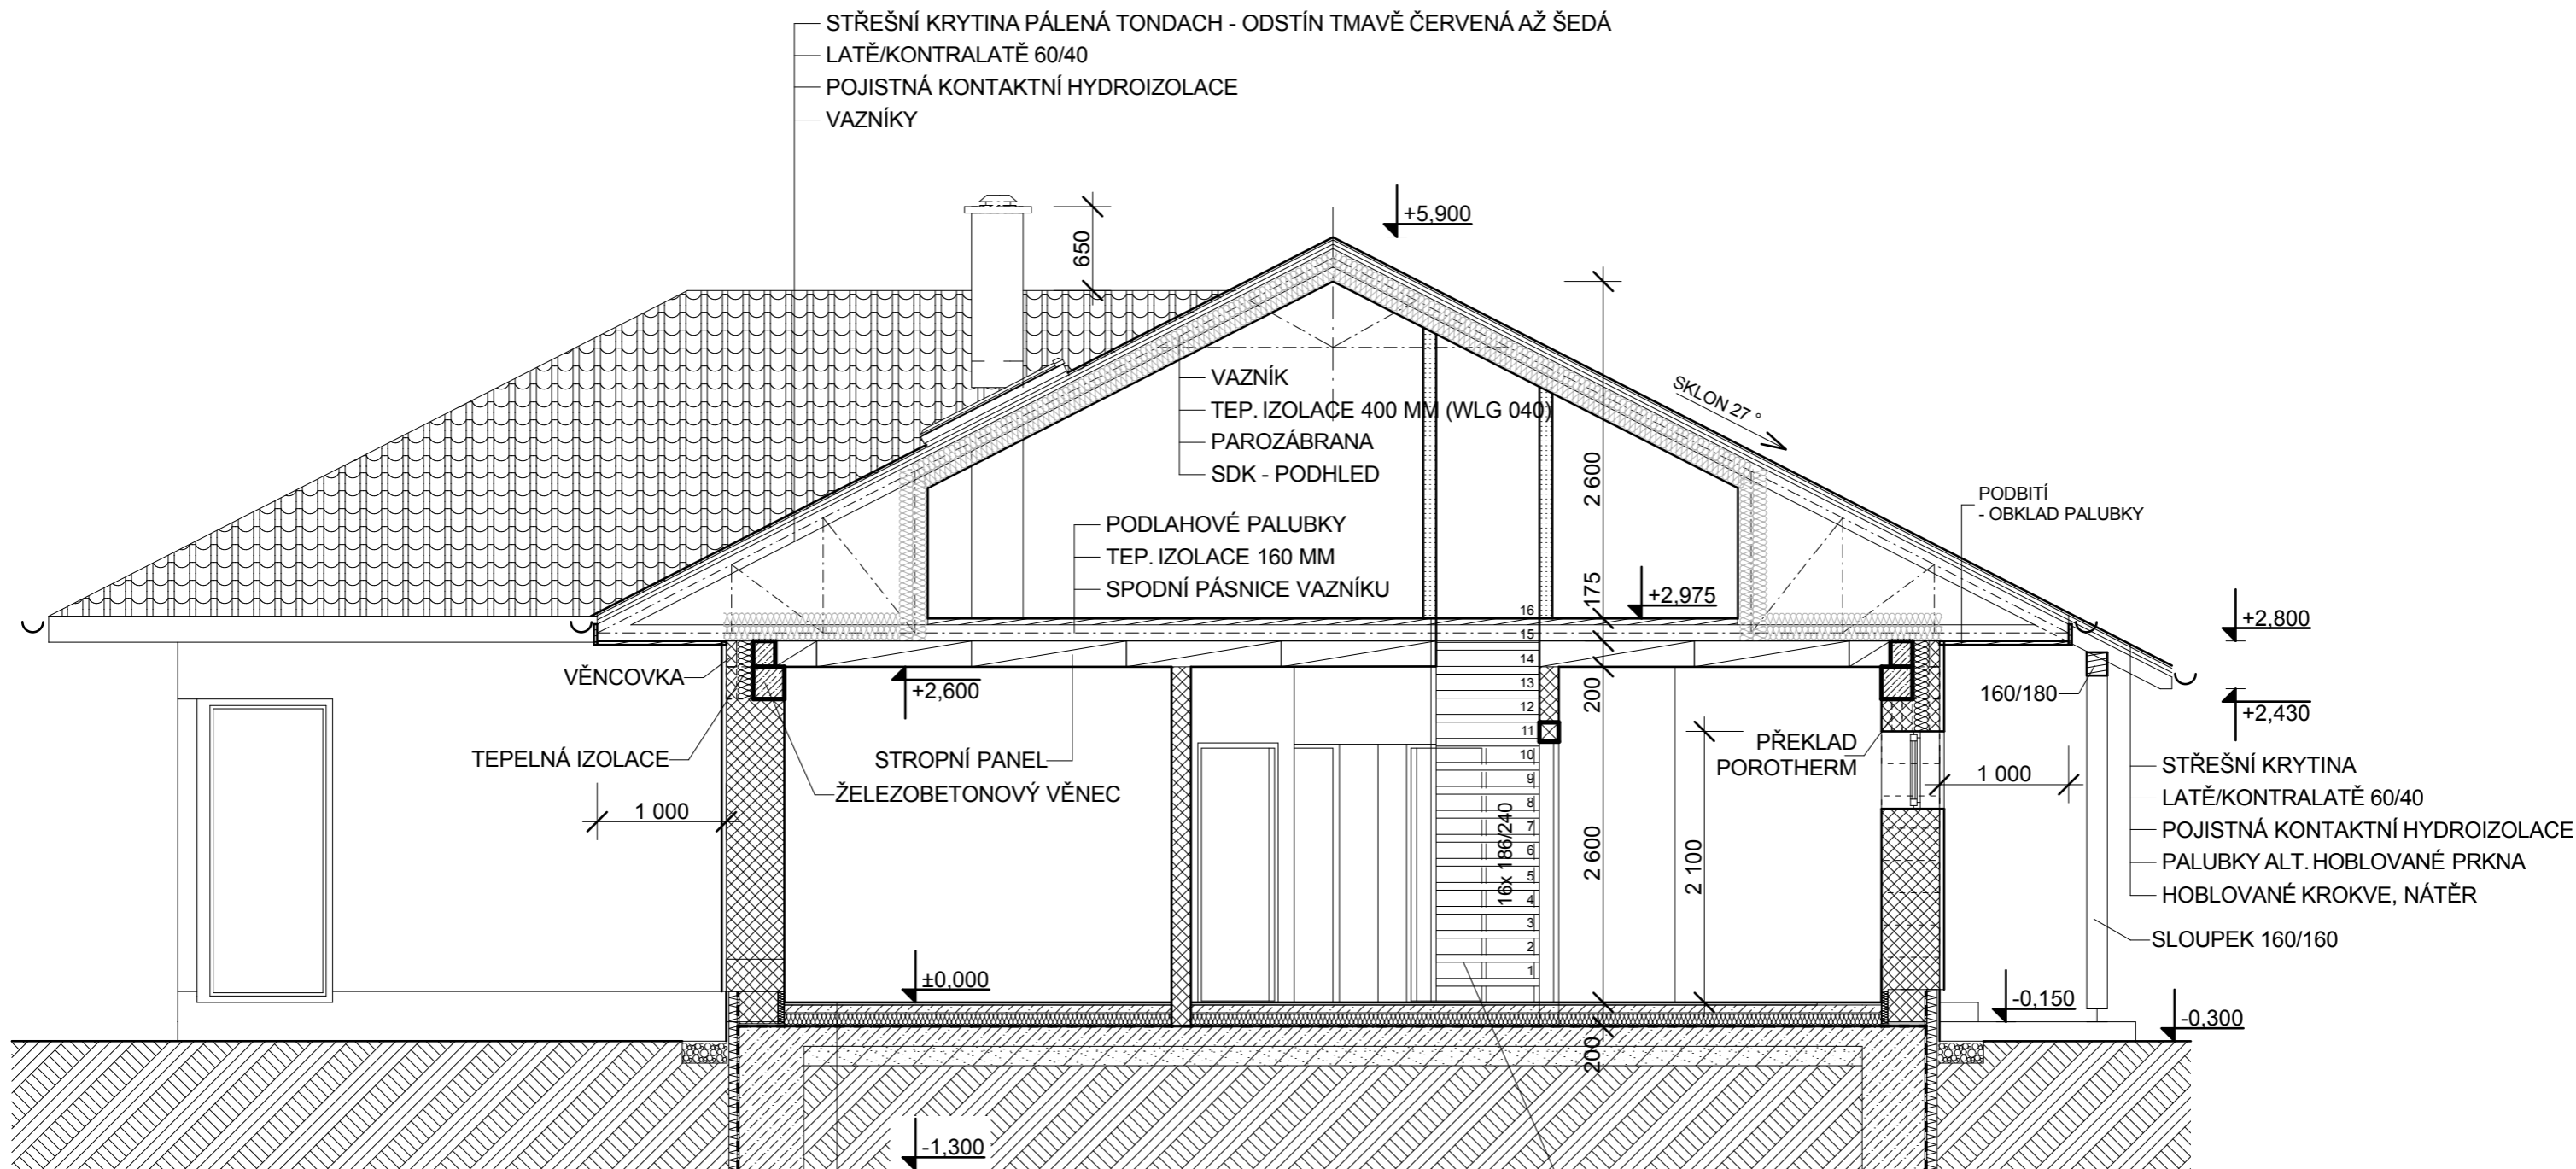 STŘEŠNÍ KRYTINA PÁLENÁ TONDACH - ODSTÍN TMAVĚ ČERVENÁ AŽ ŠEDÁ
LATĚ/KONTRALATĚ 60/40
POJISTNÁ KONTAKTNÍ HYDROIZOLACE
VAZNÍKY
+5,900
650
VAZNÍK
TEP. IZOLACE 400 MM (WLG 040)
PAROZÁBRANA
SDK - PODHLED
SKLON 27 °
2 600
PODBITÍ
- OBKLAD PALUBKY
PODLAHOVÉ PALUBKY
TEP. IZOLACE 160 MM
SPODNÍ PÁSNICE VAZNÍKU
175
+2,975
+2,800
16
15
14
13
12
11
10
9
8
7
6
5
4
3
2
1
VĚNCOVKA
+2,600
200
160/180
+2,430
TEPELNÁ IZOLACE
STROPNÍ PANEL
ŽELEZOBETONOVÝ VĚNEC
PŘEKLAD
POROTHERM
1 000
1 000
STŘEŠNÍ KRYTINA
LATĚ/KONTRALATĚ 60/40
POJISTNÁ KONTAKTNÍ HYDROIZOLACE
PALUBKY ALT. HOBLOVANÉ PRKNA
HOBLOVANÉ KROKVE, NÁTĚR
16x 186/240
2 600
2 100
SLOUPEK 160/160
±0,000
-0,150
-0,300
200
-1,300